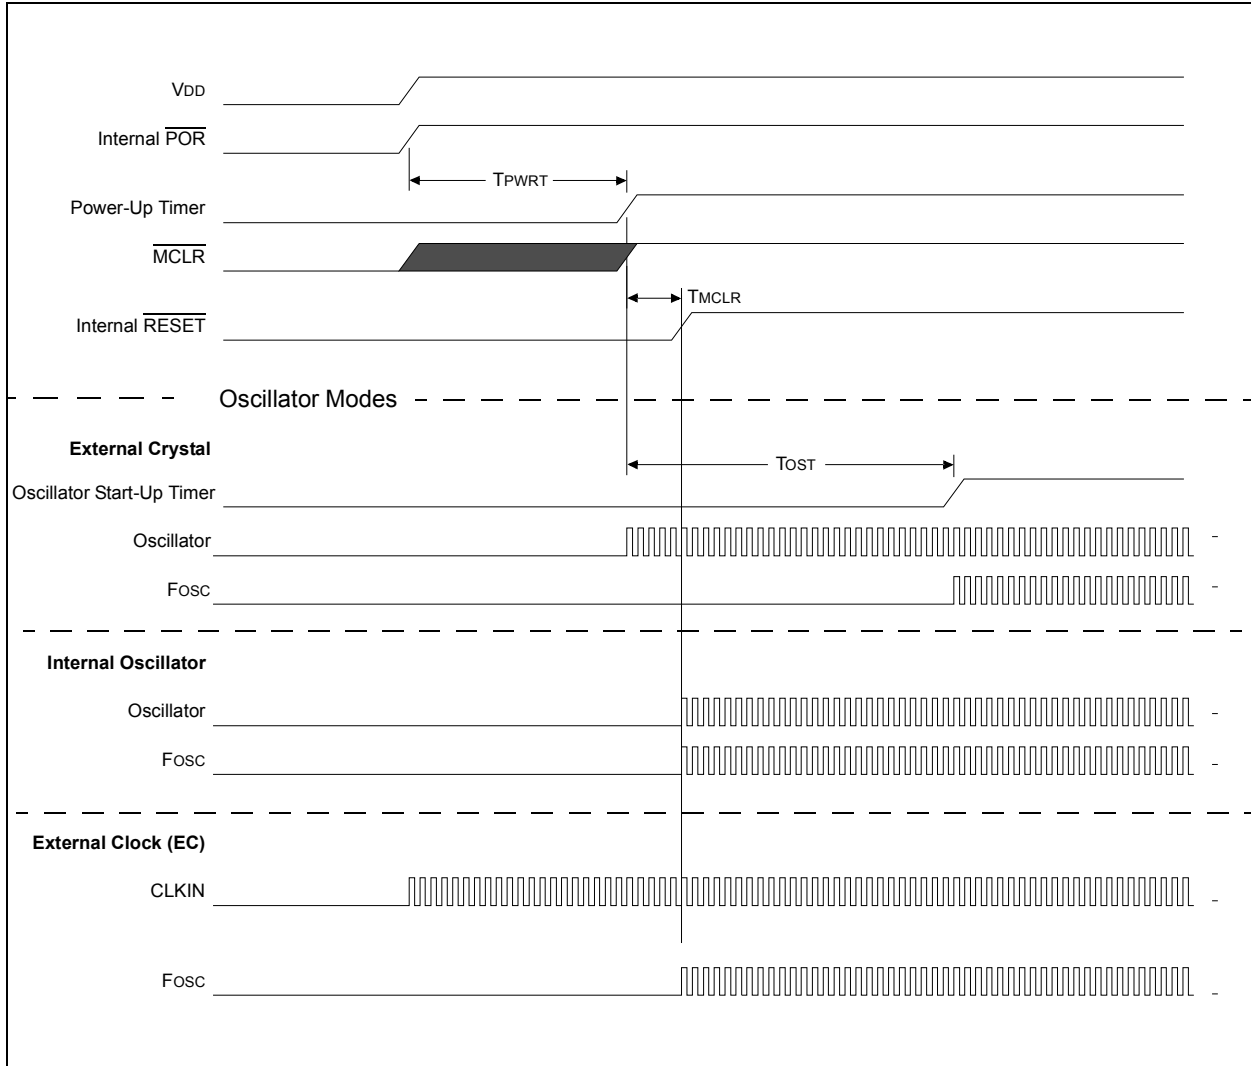 VDD
Internal POR
TPWRT
Power-Up Timer
MCLR
TMCLR
Internal RESET
Oscillator Modes
External Crystal
TOST
Oscillator Start-Up Timer
Oscillator
FOSC
Internal Oscillator
Oscillator
FOSC
External Clock (EC)
CLKIN
FOSC